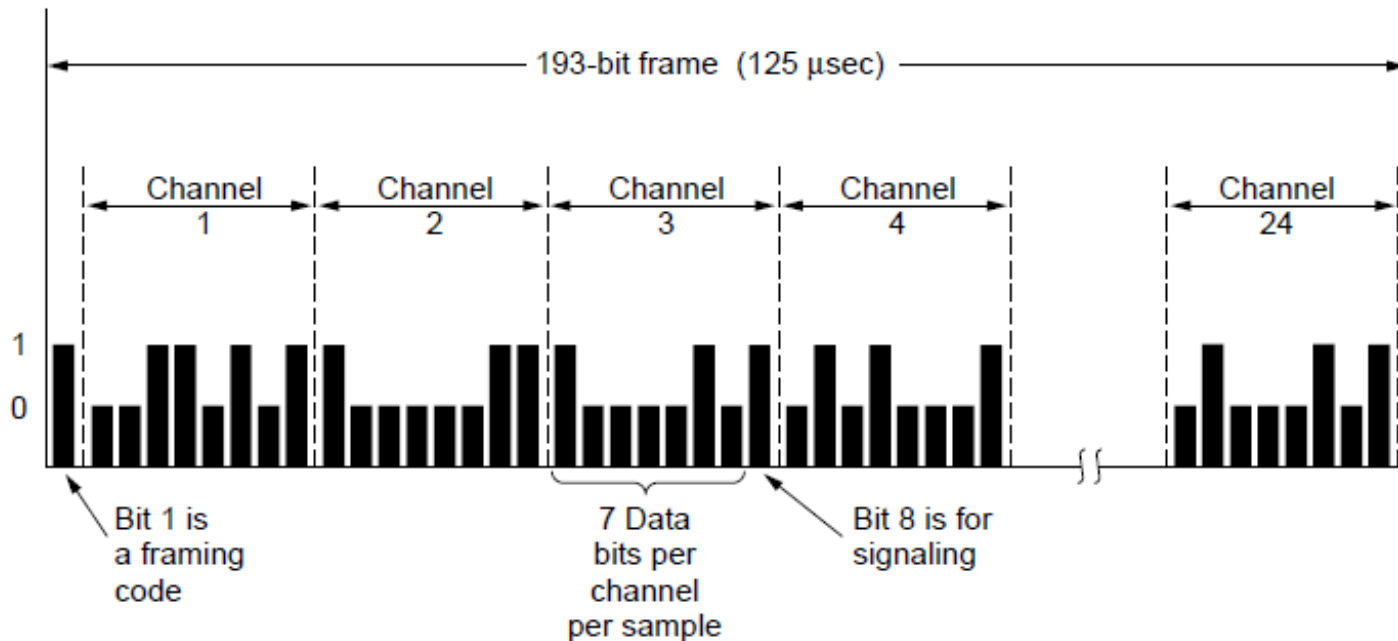 193-bit frame (125 μsec)
Channel
1
Channel
2
Channel
3
Channel
4
Channel
24
1
0
Bit 1 is
a framing
code
7 Data
bits per
channel
per sample
Bit 8 is for
signaling